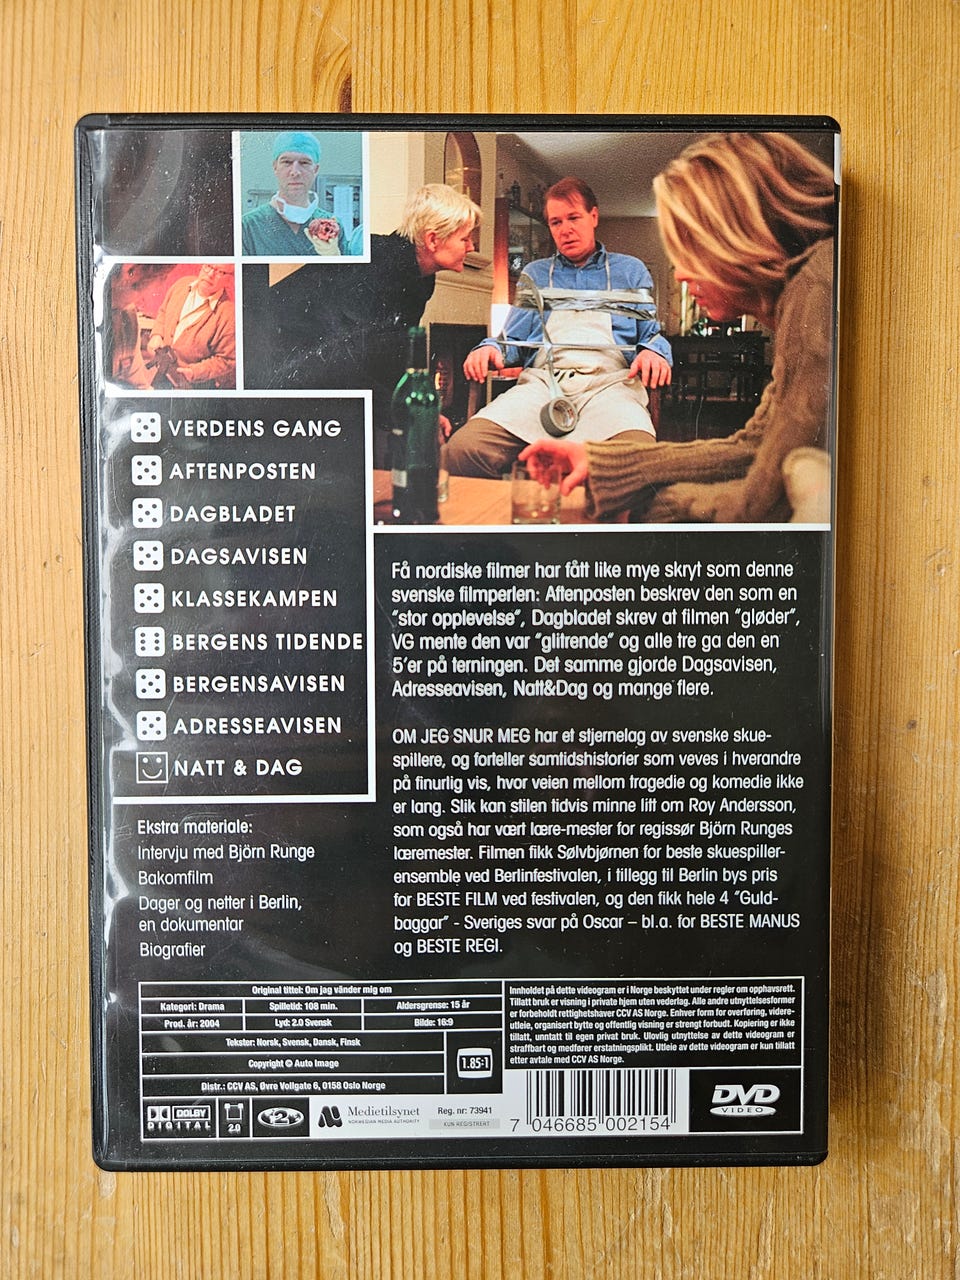 VERDENS GANG
AFTENPOSTEN
DAGBLADET
DAGSAVISEN
KLASSEKAMPEN
BERGENS TIDENDE
BERGENSAVISEN
ADRESSEAVISEN
NATT & DAG
Få nordiske filmer har fått like mye skryt som denne
svenske filmperlen: Aftenposten beskrev den som en
"stor opplevelse", Dagbladet skrev at filmen "gløder",
VG mente den var "glitrende" og alle tre ga den en
5'er på terningen. Det samme gjorde Dagsavisen,
Adresseavisen, Natt&Dag og mange flere.
OM JEG SNUR MEG har et stjernelag av svenske skue-
spillere, og forteller samtidshistorier som veves i hverandre
på finurlig vis, hvor veien mellom tragedie og komedie ikke
er lang. Slik kan stilen tidvis minne litt om Roy Andersson,
som også har vært lære-mester for regissør Björn Runges
læremester. Filmen fikk Sølvbjørnen for beste skuespiller-
ensemble ved Berlinfestivalen, i tillegg til Berlin bys pris
for BESTE FILM ved festivalen, og den fikk hele 4 "Guld-
baggar" - Sveriges svar på Oscar – bl.a. for BESTE MANUS
og BESTE REGI.
Ekstra materiale:
Intervju med Björn Runge
Bakomfilm
Dager og netter i Berlin,
en dokumentar
Biografier
Original tittel: Om jag vänder mig om
Kategori: Drama Spilletid: 108 min. Aldersgrense: 15 år
Prod. år: 2004 Lyd: 2.0 Svensk Bilde: 16:9
Tekster: Norsk, Svensk, Dansk, Finsk
Copyright © Auto Image
Distr.: CCV AS, Øvre Vollgate 6, 0158 Oslo Norge
1.85:1
Innholdet på dette videogram er i Norge beskyttet under regler om opphavsrett.
Tillatt bruk er visning i private hjem uten vederlag. Alle andre utnyttelsesformer
er forbeholdt rettighetshaver CCV AS Norge. Enhver form for overføring, videre-
utleie, organisert bytte og offentlig visning er strengt forbudt. Kopiering er ikke
tillatt, unntatt til egen privat bruk. Ulovlig utnyttelse av dette videogram er
straffbart og medfører erstatningsplikt. Utleie av dette videogram er kun tillatt
etter avtale med CCV AS Norge.
DOLBY
DIGITAL
2.0
2
Medietilsynet
NORWEGIAN MEDIA AUTHORITY
Reg. nr: 73941
KUN REGISTRERT
7 046685 002154
DVD
VIDEO